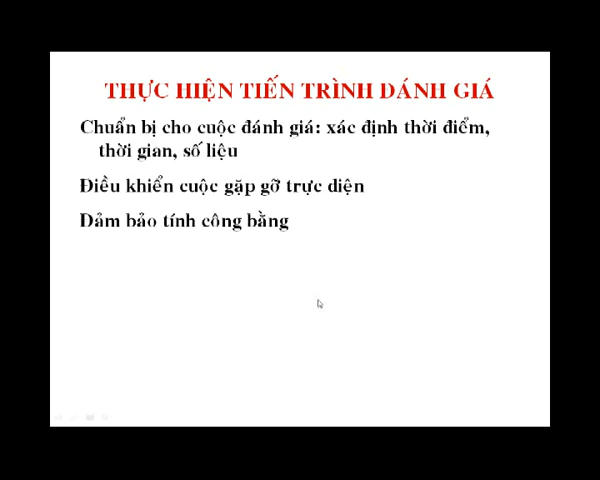 THỰC HIỆN TIẾN TRÌNH ĐÁNH GIÁ
Chuẩn bị cho cuộc đánh giá: xác định thời điểm,
thời gian, số liệu
Điều khiển cuộc gặp gỡ trực diện
Đảm bảo tính công bằng